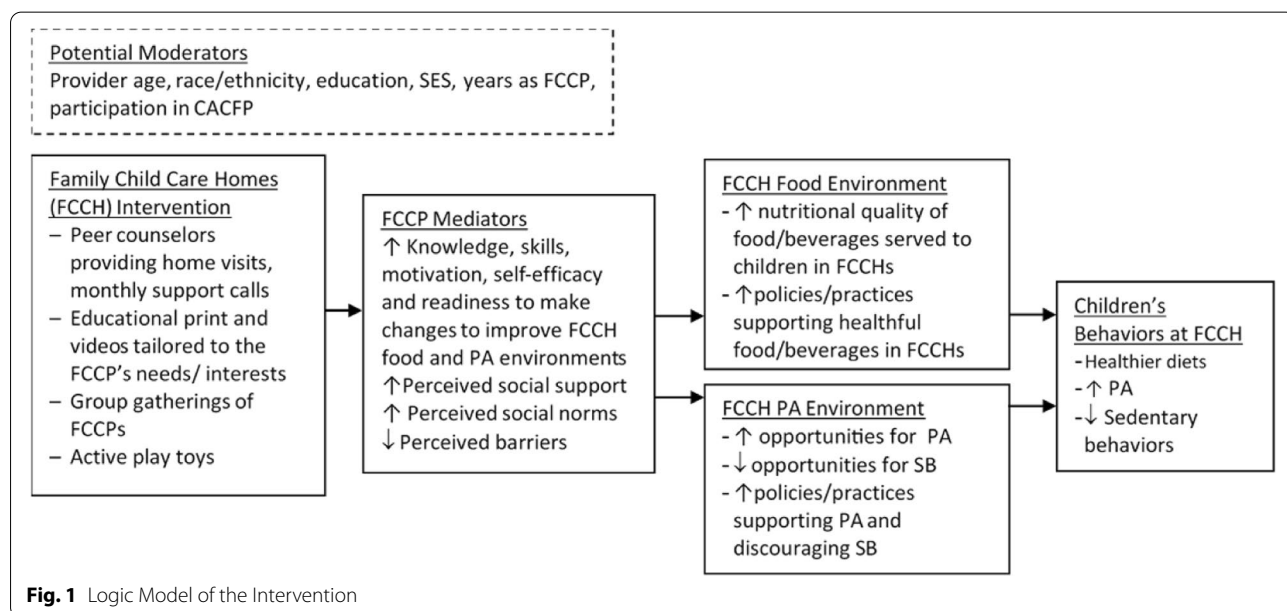 Potential Moderators
Provider age, race/ethnicity, education, SES, years as FCCP,
participation in CACFP
Family Child Care Homes
(FCCH) Intervention
– Peer counselors
providing home visits,
monthly support calls
– Educational print and
videos tailored to the
FCCP's needs/ interests
– Group gatherings of
FCCPs
– Active play toys
FCCP Mediators
↑ Knowledge, skills,
motivation, self-efficacy
and readiness to make
changes to improve FCCH
food and PA environments
↑Perceived social support
↑ Perceived social norms
↓ Perceived barriers
FCCH Food Environment
- ↑ nutritional quality of
food/beverages served to
children in FCCHs
- ↑policies/practices
supporting healthful
food/beverages in FCCHs
FCCH PA Environment
- ↑ opportunities for PA
- ↓ opportunities for SB
- ↑policies/practices
supporting PA and
discouraging SB
Children's
Behaviors at FCCH
-Healthier diets
-↑ PA
-↓ Sedentary
behaviors
Fig. 1 Logic Model of the Intervention